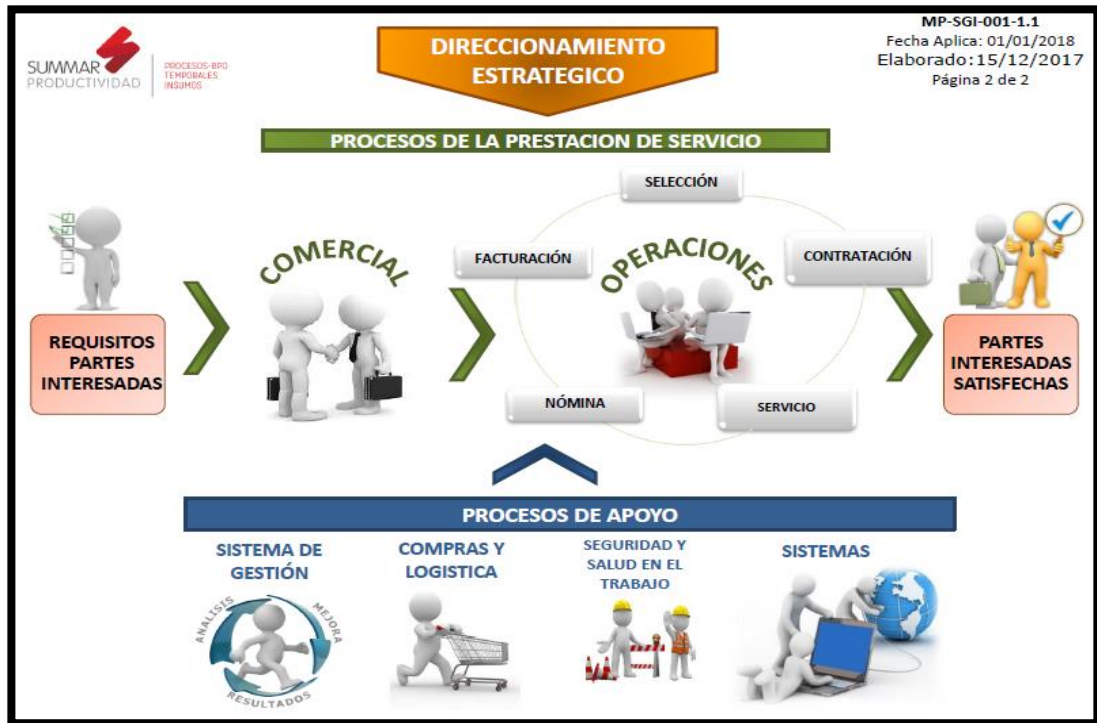 SUMMAR
PRODUCTIVIDAD
PROCESOS-BPO
TEMPORALES
INSUMOS
DIRECCIONAMIENTO
ESTRATEGICO
MP-SGI-001-1.1
Fecha Aplica: 01/01/2018
Elaborado:15/12/2017
Página 2 de 2
PROCESOS DE LA PRESTACION DE SERVICIO
REQUISITOS
PARTES
INTERESADAS
COMERCIAL
OPERACIONES
SELECCIÓN
CONTRATACIÓN
SERVICIO
NÓMINA
FACTURACIÓN
PARTES
INTERESADAS
SATISFECHAS
PROCESOS DE APOYO
SISTEMA DE
GESTIÓN
ANALISIS
MEJORA
RESULTADOS
COMPRAS Y
LOGISTICA
SEGURIDAD Y
SALUD EN EL
TRABAJO
SISTEMAS